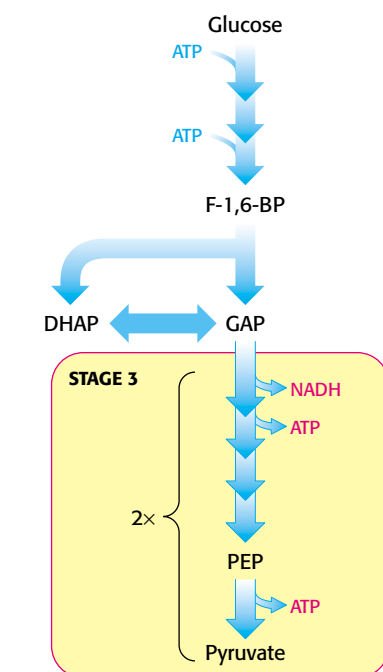 Glucose
ATP
ATP
F-1,6-BP
DHAP
GAP
STAGE 3
NADH
ATP
2×
PEP
ATP
Pyruvate